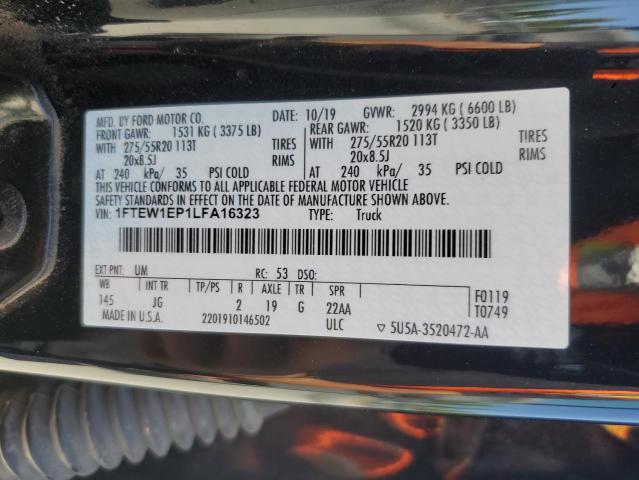 MFD. BY FORD MOTOR CO. DATE: 10/19 GVWR: 2994 KG ( 6600 LB)
FRONT GAWR: 1531 KG ( 3375 LB) REAR GAWR: 1520 KG ( 3350 LB)
WITH 275/55R20 113T TIRES WITH 275/55R20 113T TIRES
20x8.5J RIMS 20x8.5J RIMS
AT 240 kPa/ 35 PSI COLD AT 240 kPa/ 35 PSI COLD
THIS VEHICLE CONFORMS TO ALL APPLICABLE FEDERAL MOTOR VEHICLE
SAFETY STANDARDS IN EFFECT ON THE DATE OF MANUFACTURE SHOWN ABOVE.
VIN: 1FTEW1EP1LFA16323 TYPE: Truck
EXT PNT: UM RC: 53 DSO:
WB INT TR TP/PS R AXLE TR SPR
145 JG 2 19 G 22AA F0119
T0749
MADE IN U.S.A. 2201910146502 ULC ▽ 5U5A-3520472-AA